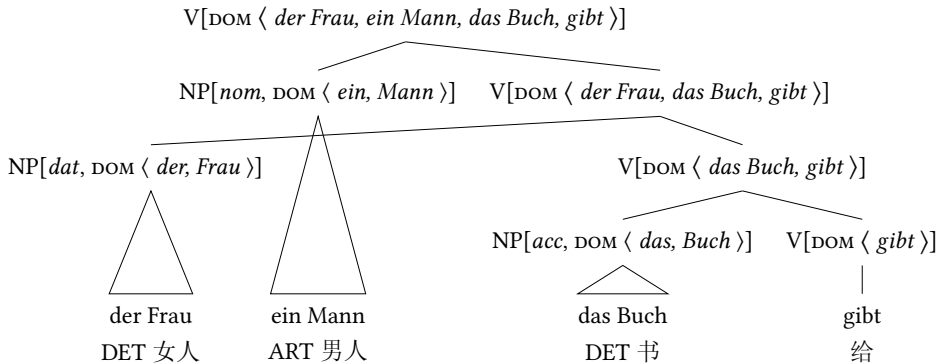 V[DOM ⟨ der Frau, ein Mann, das Buch, gibt ⟩]
NP[nom, DOM ⟨ ein, Mann ⟩] V[DOM ⟨ der Frau, das Buch, gibt ⟩]
NP[dat, DOM ⟨ der, Frau ⟩] V[DOM ⟨ das Buch, gibt ⟩]
NP[acc, DOM ⟨ das, Buch ⟩] V[DOM ⟨ gibt ⟩]
der Frau ein Mann das Buch gibt
DET 女人 ART 男人 DET 书 给